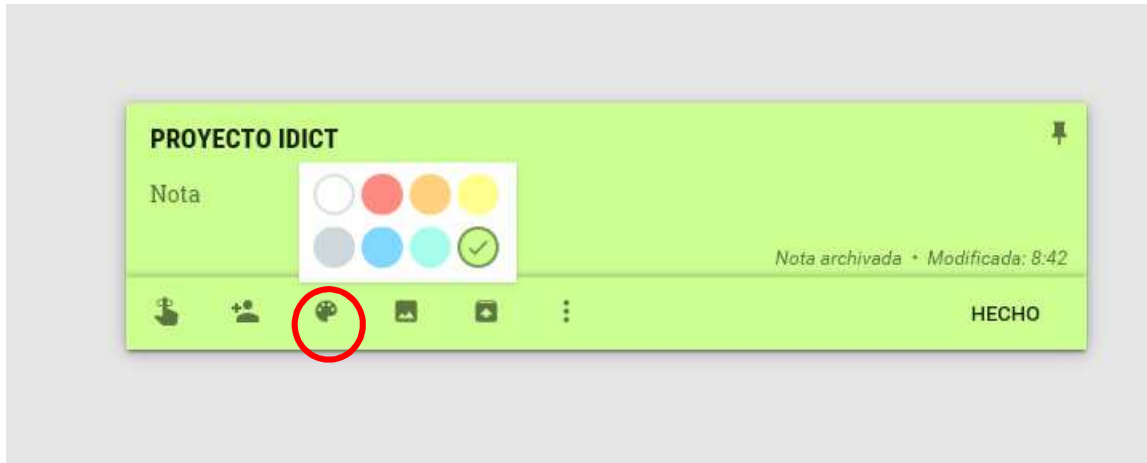 PROYECTO IDICT
Nota
Nota archivada • Modificada: 8:42
HECHO